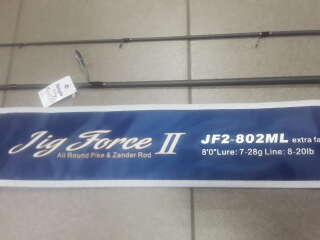 Jig Force II
All Round Pike & Zander Rod
JF2-802ML extra fa
8'0" Lure: 7-28g Line: 8-20lb